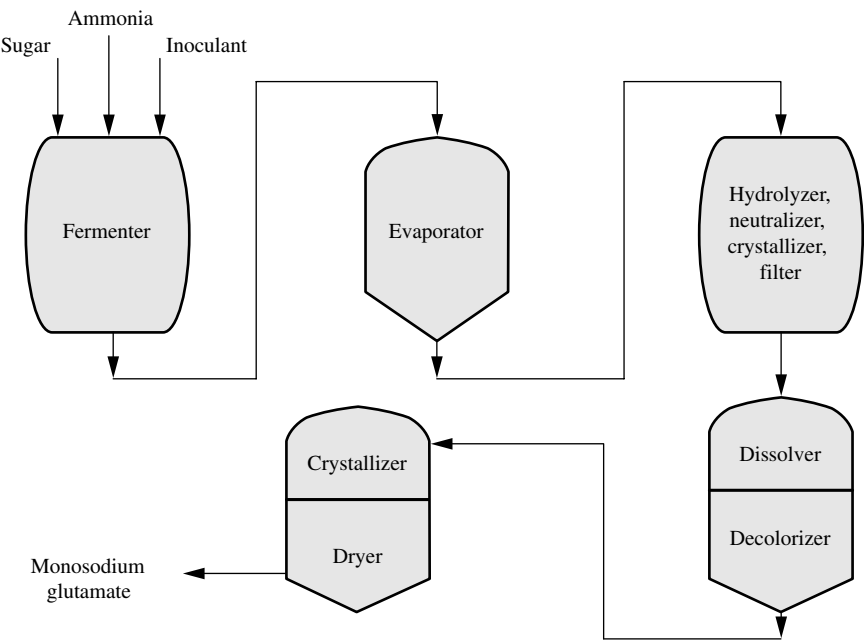 Ammonia
Sugar
Inoculant
Fermenter
Evaporator
Hydrolyzer,
neutralizer,
crystallizer,
filter
Crystallizer
Dissolver
Dryer
Decolorizer
Monosodium
glutamate